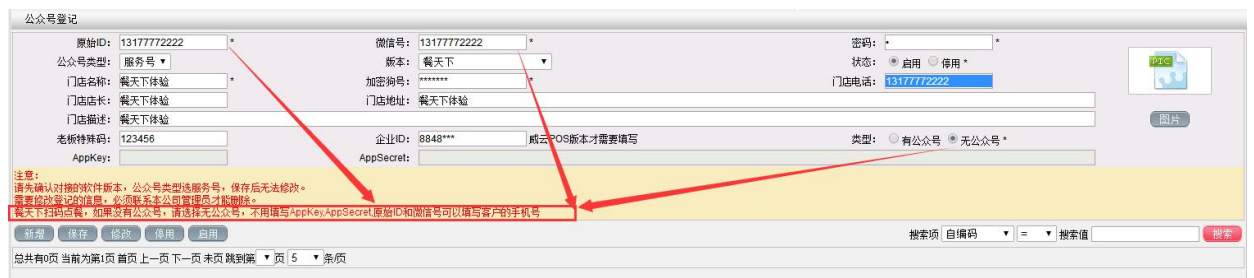 公众号登记
原始ID: 13177772222 * 微信号: 13177772222 * 密码: • *
公众号类型: 服务号 版本: 餐天下 状态: 启用 停用 *
门店名称: 餐天下体验 * 加密狗号: ******* * 门店电话: 13177772222
门店店长: 餐天下体验 门店地址: 餐天下体验
PIC
门店描述: 餐天下体验
图片
老板特殊码: 123456 企业ID: 8848*** 威云POS版本才需要填写 类型: 有公众号 无公众号 *
AppKey: AppSecret:
注意:
请先确认对接的软件版本，公众号类型选服务号，保存后无法修改。
需要修改登记的信息，必须联系本公司管理员才能删除。
餐天下扫码点餐，如果没有公众号，请选择无公众号，不用填写AppKey,AppSecret,原始ID和微信号可以填写客户的手机号
新增 保存 修改 停用 启用 搜索项 自编码 = 搜索值 搜索
总共有0页 当前为第1页 首页 上一页 下一页 末页 跳到第 页 5 条/页